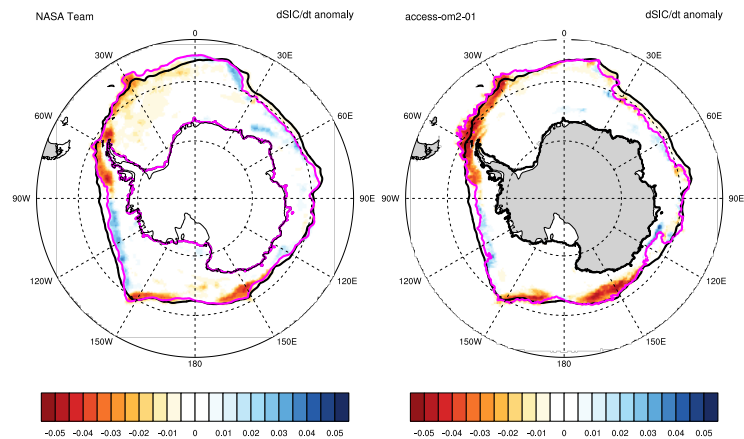 NASA Team dSIC/dt anomaly
0
30W 30E
60W 60E
90W 90E
120W 120E
150W 150E
180
−0.05 −0.04 −0.03 −0.02 −0.01 0 0.01 0.02 0.03 0.04 0.05
access-om2-01 dSIC/dt anomaly
0
30W 30E
60W 60E
90W 90E
120W 120E
150W 150E
180
−0.05 −0.04 −0.03 −0.02 −0.01 0 0.01 0.02 0.03 0.04 0.05